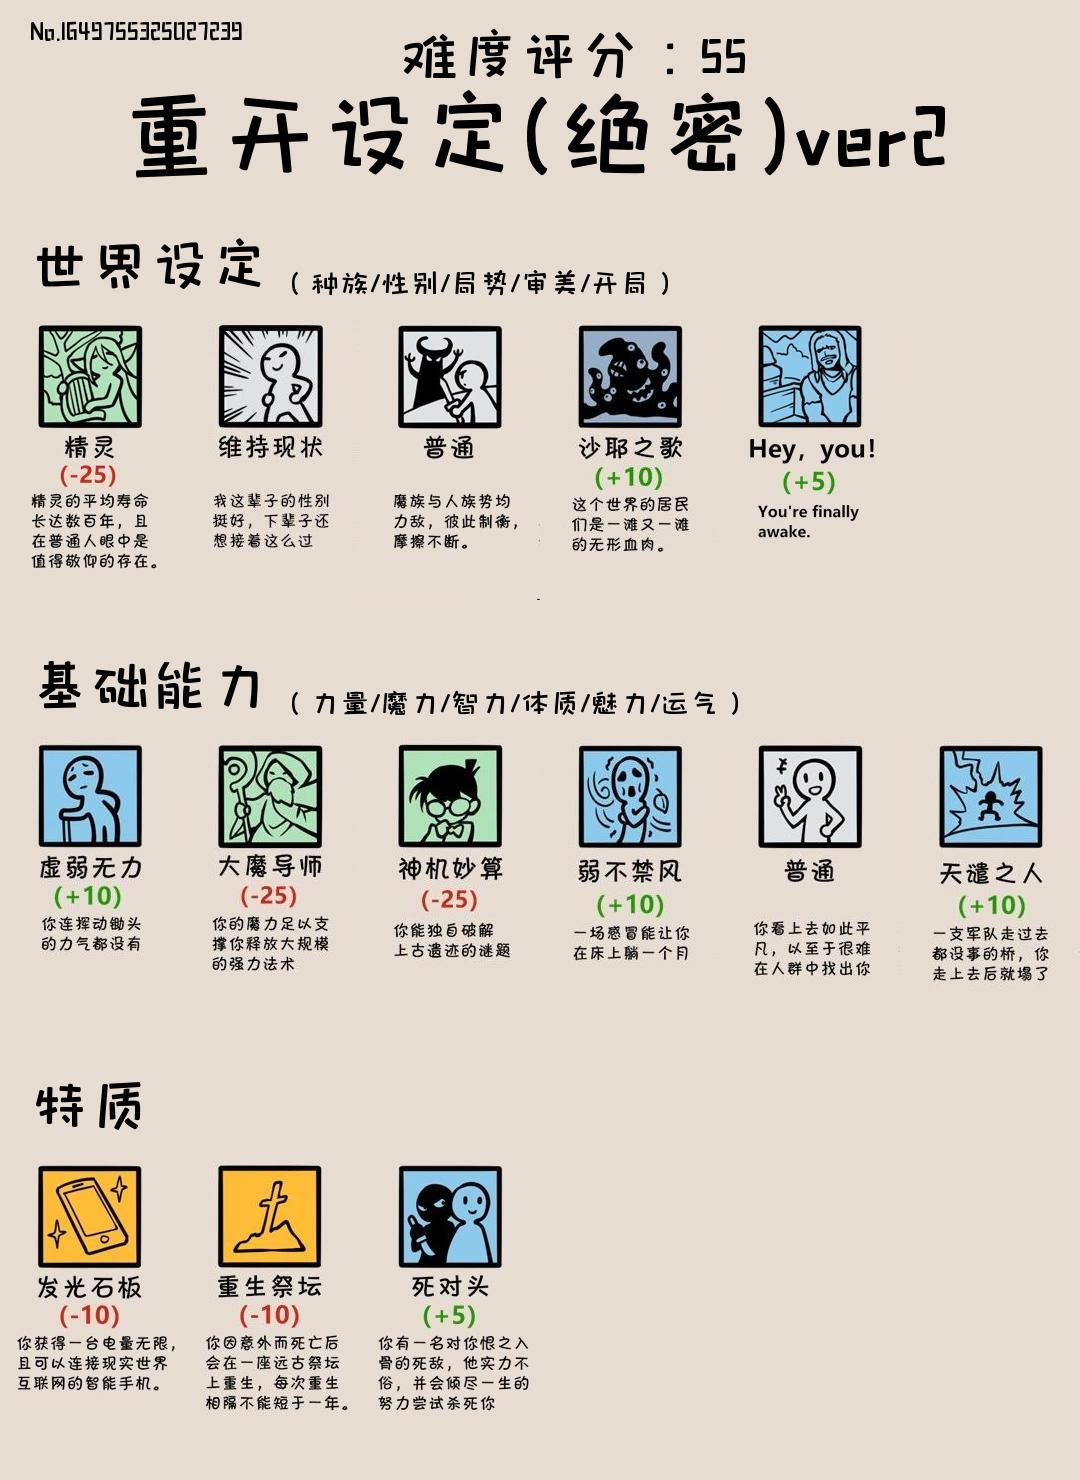 No.1649755325027239
难度评分：55
重开设定(绝密)ver2
世界设定 ( 种族/性别/局势/审美/开局 )
精灵
(-25)
精灵的平均寿命
长达数百年，且
在普通人眼中是
值得敬仰的存在。
维持现状
我这辈子的性别
挺好，下辈子还
想接着这么过
普通
魔族与人族势均
力敌，彼此制衡，
摩擦不断。
沙耶之歌
(+10)
这个世界的居民
们是一滩又一滩
的无形血肉。
Hey, you!
(+5)
You're finally
awake.
基础能力 ( 力量/魔力/智力/体质/魅力/运气 )
虚弱无力
(+10)
你连挥动锄头
的力气都没有
大魔导师
(-25)
你的魔力足以支
撑你释放大规模
的强力法术
神机妙算
(-25)
你能独自破解
上古遗迹的谜题
弱不禁风
(+10)
一场感冒能让你
在床上躺一个月
普通
你看上去如此平
凡，以至于很难
在人群中找出你
天谴之人
(+10)
一支军队走过去
都没事的桥，你
走上去后就塌了
特质
发光石板
(-10)
你获得一台电量无限，
且可以连接现实世界
互联网的智能手机。
重生祭坛
(-10)
你因意外而死亡后
会在一座远古祭坛
上重生，每次重生
相隔不能短于一年。
死对头
(+5)
你有一名对你恨之入
骨的死敌，他实力不
俗，并会倾尽一生的
努力尝试杀死你